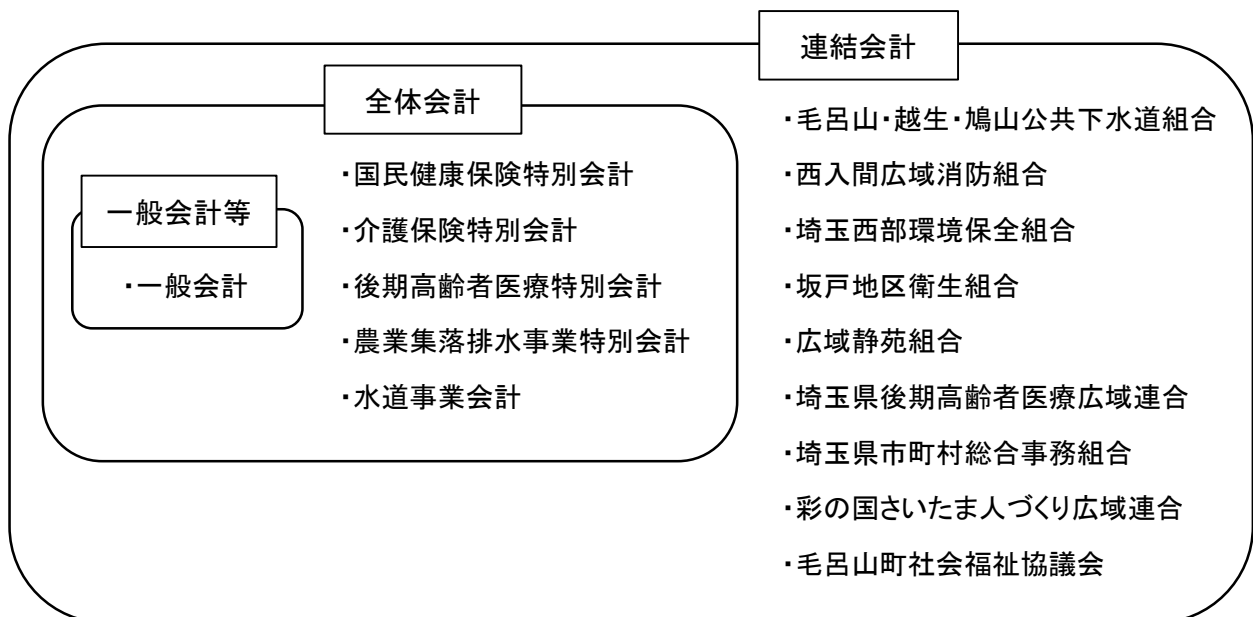 連結会計
全体会計
一般会計等
・一般会計
・国民健康保険特別会計
・介護保険特別会計
・後期高齢者医療特別会計
・農業集落排水事業特別会計
・水道事業会計
・毛呂山・越生・鳩山公共下水道組合
・西入間広域消防組合
・埼玉西部環境保全組合
・坂戸地区衛生組合
・広域静苑組合
・埼玉県後期高齢者医療広域連合
・埼玉県市町村総合事務組合
・彩の国さいたま人づくり広域連合
・毛呂山町社会福祉協議会